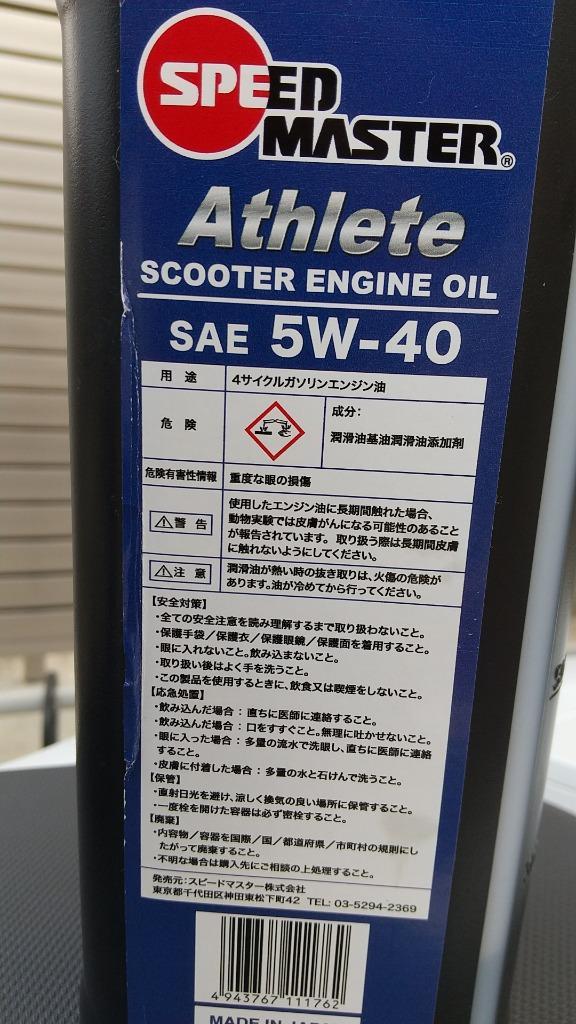 SPEED
MASTER®
Athlete
SCOOTER ENGINE OIL
SAE 5W-40
用途 4サイクルガソリンエンジン油
危険
成分:
潤滑油基油潤滑油添加剤
危険有害性情報 重度な眼の損傷
警告
使用したエンジン油に長期間触れた場合、
動物実験では皮膚がんになる可能性のあること
が報告されています。取り扱う際は長期間皮膚
に触れないようにしてください。
注意
潤滑油が熱い時の抜き取りは、火傷の危険が
あります。油が冷めてから行ってください。
【安全対策】
・全ての安全注意を読み理解するまで取り扱わないこと。
・保護手袋/保護衣/保護眼鏡/保護面を着用すること。
・眼に入れないこと。飲み込まないこと。
・取り扱い後はよく手を洗うこと。
・この製品を使用するときに、飲食又は喫煙をしないこと。
【応急処置】
・飲み込んだ場合:直ちに医師に連絡すること。
・飲み込んだ場合:口をすすぐこと。無理に吐かせないこと。
・眼に入った場合:多量の流水で洗眼し、直ちに医師に連絡
すること。
・皮膚に付着した場合:多量の水と石けんで洗うこと。
【保管】
・直射日光を避け、涼しく換気の良い場所に保管すること。
・一度栓を開けた容器は必ず密栓すること。
【廃棄】
・内容物/容器を国際/国/都道府県/市町村の規則にし
たがって廃棄すること。
・不明な場合は購入先にご相談の上処理すること。
発売元:スピードマスター株式会社
東京都千代田区神田東松下町42 TEL: 03-5294-2369
4 943767 111762
MADE IN JAPAN